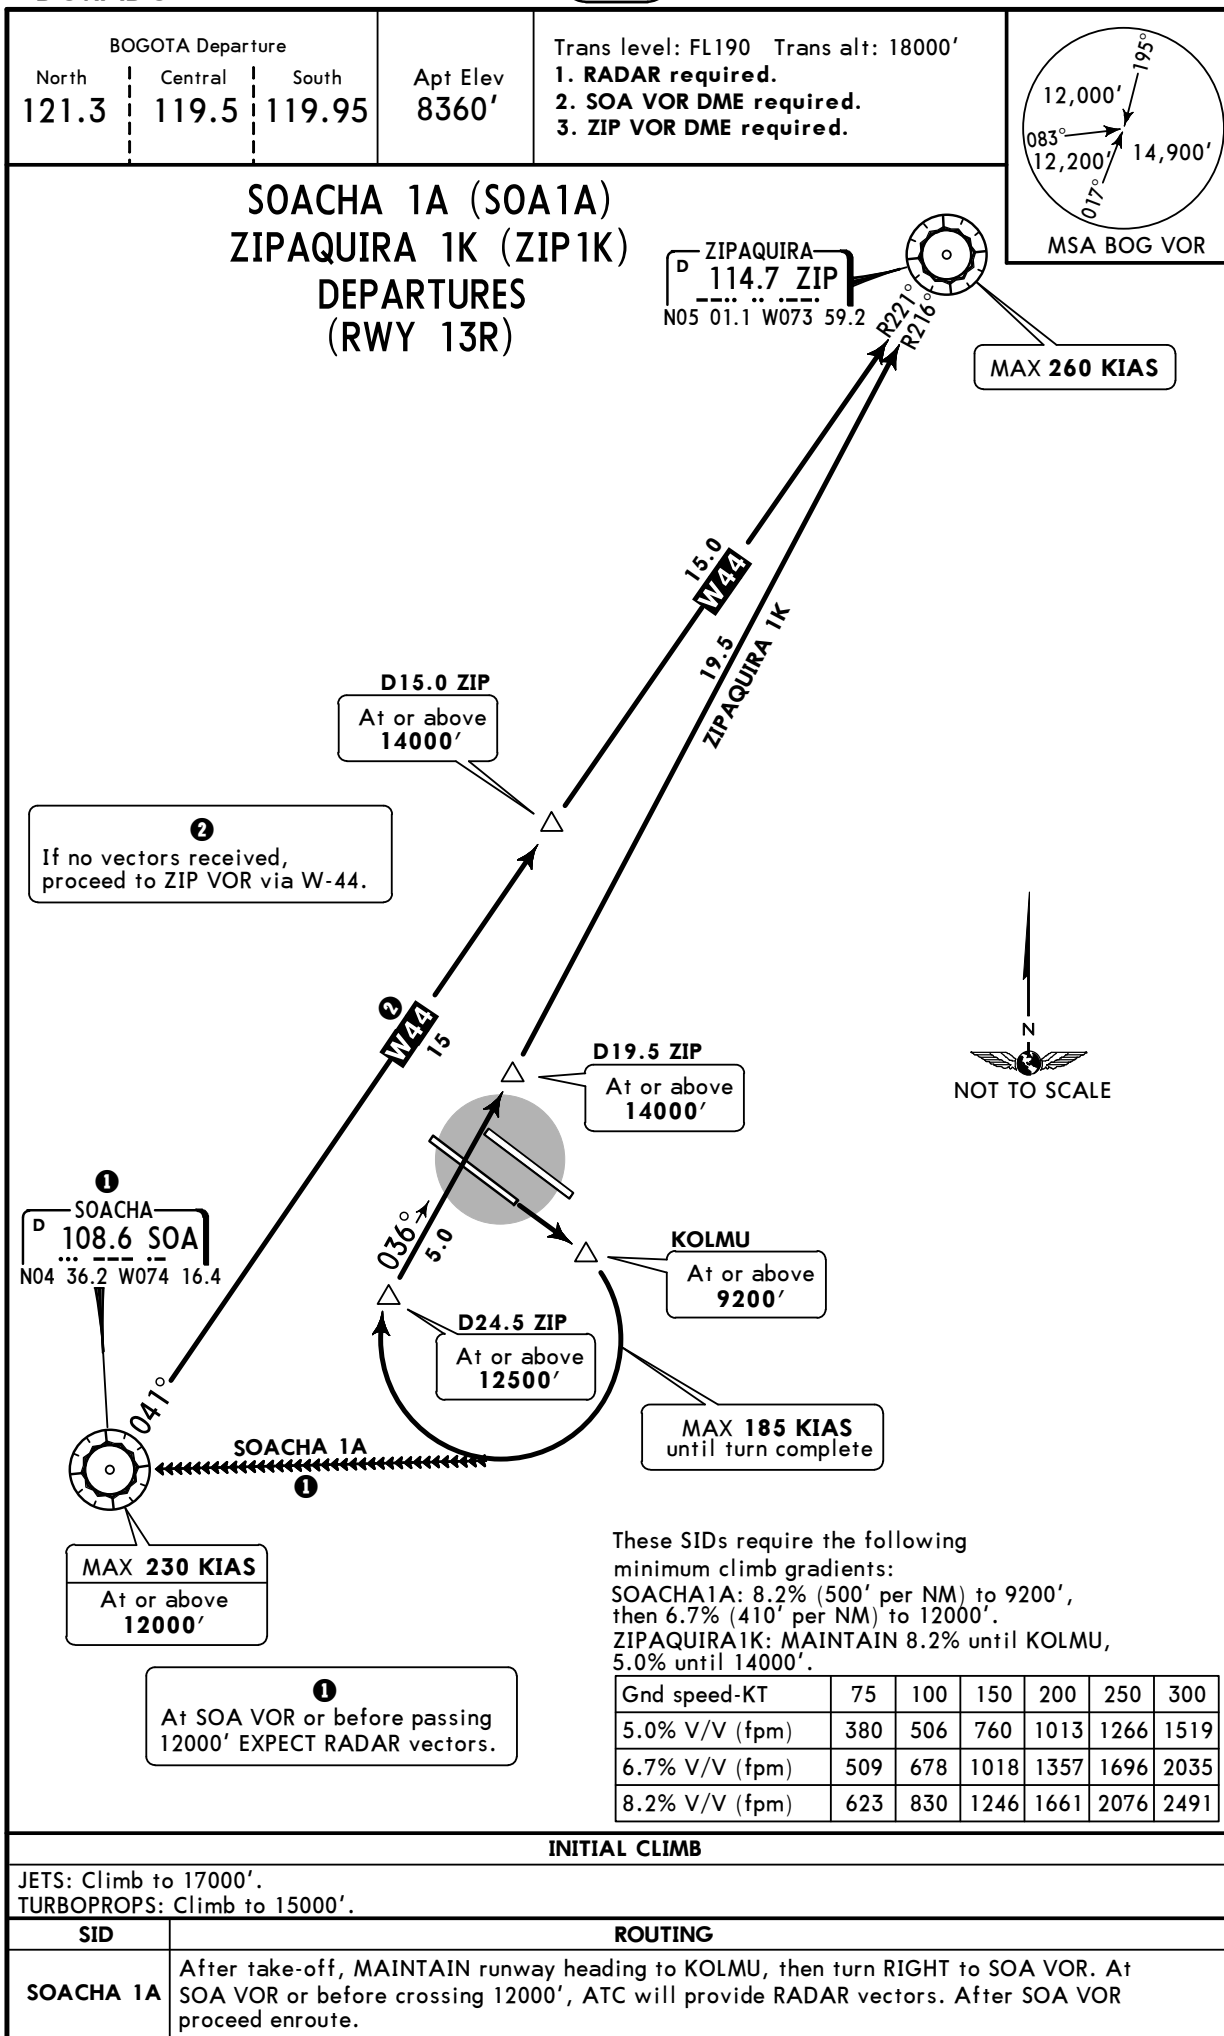 BOGOTA Departure
North Central South
121.3 119.5 119.95
Apt Elev
8360'
Trans level: FL190 Trans alt: 18000'
1. RADAR required.
2. SOA VOR DME required.
3. ZIP VOR DME required.
195°
12,000'
083°
12,200'
14,900'
017°
MSA BOG VOR
SOACHA 1A (SOA1A)
ZIPAQUIRA 1K (ZIP1K)
DEPARTURES
(RWY 13R)
ZIPAQUIRA
D 114.7 ZIP
N05 01.1 W073 59.2
R221°
R216°
MAX 260 KIAS
15.0
W44
19.5
ZIPAQUIRA 1K
D15.0 ZIP
At or above
14000'
2
If no vectors received,
proceed to ZIP VOR via W-44.
2
W44
15
N
NOT TO SCALE
D19.5 ZIP
At or above
14000'
1
SOACHA
D 108.6 SOA
N04 36.2 W074 16.4
036°
5.0
KOLMU
At or above
9200'
D24.5 ZIP
At or above
12500'
041°
MAX 185 KIAS
until turn complete
SOACHA 1A
1
MAX 230 KIAS
At or above
12000'
1
At SOA VOR or before passing
12000' EXPECT RADAR vectors.
These SIDs require the following
minimum climb gradients:
SOACHA1A: 8.2% (500' per NM) to 9200',
then 6.7% (410' per NM) to 12000'.
ZIPAQUIRA1K: MAINTAIN 8.2% until KOLMU,
5.0% until 14000'.
Gnd speed-KT 75 100 150 200 250 300
5.0% V/V (fpm) 380 506 760 1013 1266 1519
6.7% V/V (fpm) 509 678 1018 1357 1696 2035
8.2% V/V (fpm) 623 830 1246 1661 2076 2491
INITIAL CLIMB
JETS: Climb to 17000'.
TURBOPROPS: Climb to 15000'.
SID ROUTING
SOACHA 1A
After take-off, MAINTAIN runway heading to KOLMU, then turn RIGHT to SOA VOR. At
SOA VOR or before crossing 12000', ATC will provide RADAR vectors. After SOA VOR
proceed enroute.